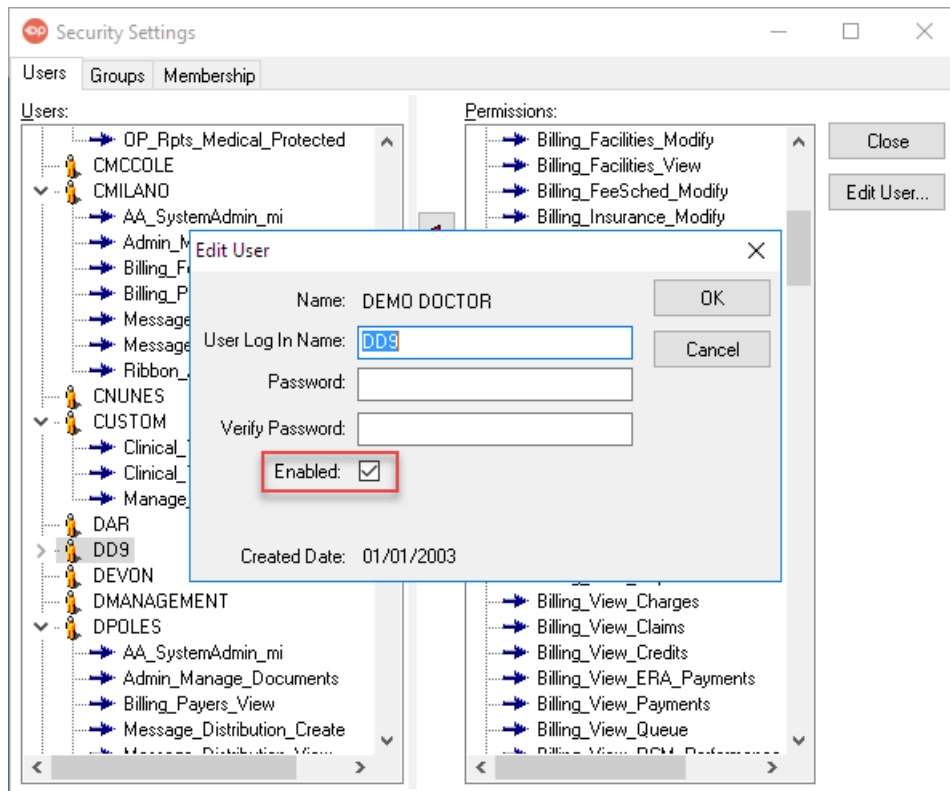 Security Settings
Users Groups Membership
Users:
OP_Rpts_Medical_Protected
CMCCOLE
CMILANO
AA_SystemAdmin_mi
Admin_M
Billing_F
Billing_P
Message
Message
Ribbon_
CNUNES
CUSTOM
Clinical_
Clinical_
Manage_
DAR
DD9
DEVON
DMANAGEMENT
DPOLES
AA_SystemAdmin_mi
Admin_Manage_Documents
Billing_Payers_View
Message_Distribution_Create
Message_Distribution_View
Permissions:
Billing_Facilities_Modify
Billing_Facilities_View
Billing_FeeSched_Modify
Billing_Insurance_Modify
Billing_View_Charges
Billing_View_Claims
Billing_View_Credits
Billing_View_ERA_Payments
Billing_View_Payments
Billing_View_Queue
Billing_View_RCM_Performance
Close
Edit User...
Edit User
Name: DEMO DOCTOR
User Log In Name: DD9
Password:
Verify Password:
Enabled:
Created Date: 01/01/2003
OK
Cancel